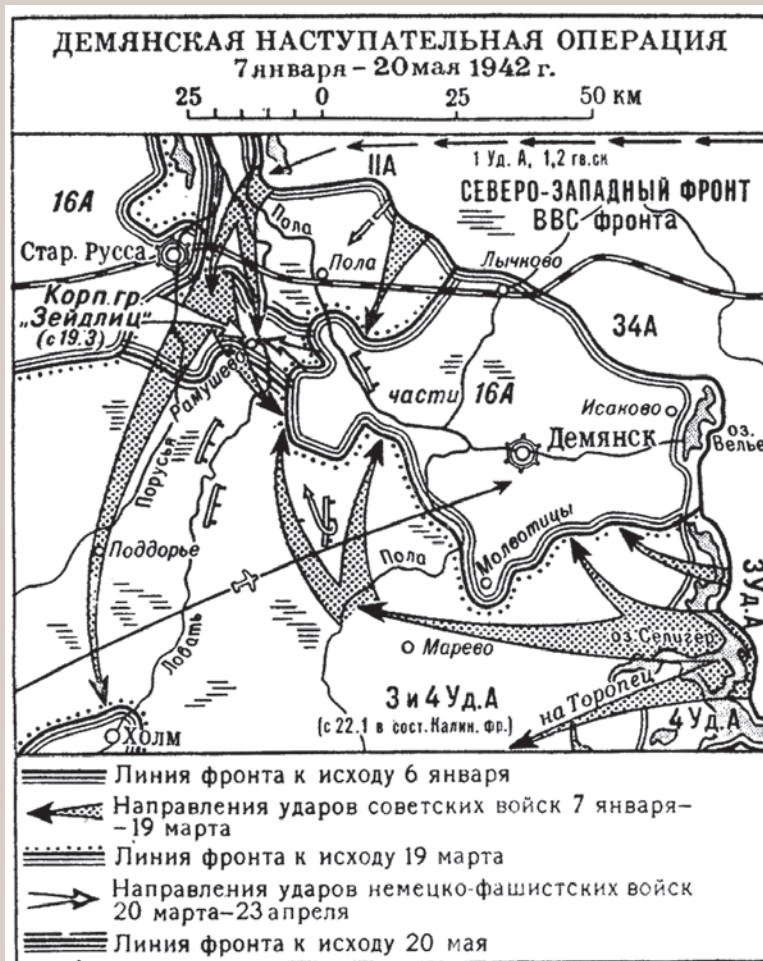 ДЕМЯНСКАЯ НАСТУПАТЕЛЬНАЯ ОПЕРАЦИЯ
7 января – 20 мая 1942 г.
25 0 25 50 км
1 Уд. А, 1,2 гв.ск
11А
16А
СЕВЕРО-ЗАПАДНЫЙ ФРОНТ
ВВС фронта
Пола
Стар. Русса
Пола
Лычково
Корп. гр.
„Зейдлиц"
(с 19.3)
34А
Рамушево
части 16А
Исаково
оз. Велье
Демянск
Порусья
Поддорье
Молвотицы
Пола
3 Уд. А
Ловать
Марево
оз. Селигер
3 и 4 Уд. А
(с 22.1 в сост. Калин. фр.)
на Торопец
4 Уд. А
Холм
Линия фронта к исходу 6 января
Направления ударов советских войск 7 января–
–19 марта
Линия фронта к исходу 19 марта
Направления ударов немецко-фашистских войск
20 марта–23 апреля
Линия фронта к исходу 20 мая